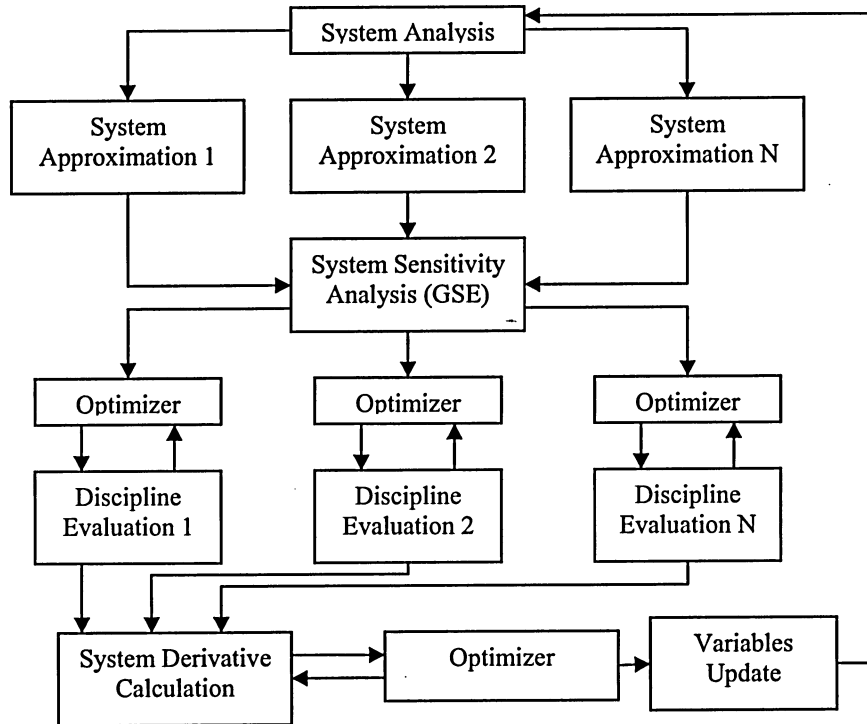 System Analysis
System
Approximation 1
System
Approximation 2
System
Approximation N
System Sensitivity
Analysis (GSE)
Optimizer
Optimizer
Optimizer
Discipline
Evaluation 1
Discipline
Evaluation 2
Discipline
Evaluation N
System Derivative
Calculation
Optimizer
Variables
Update